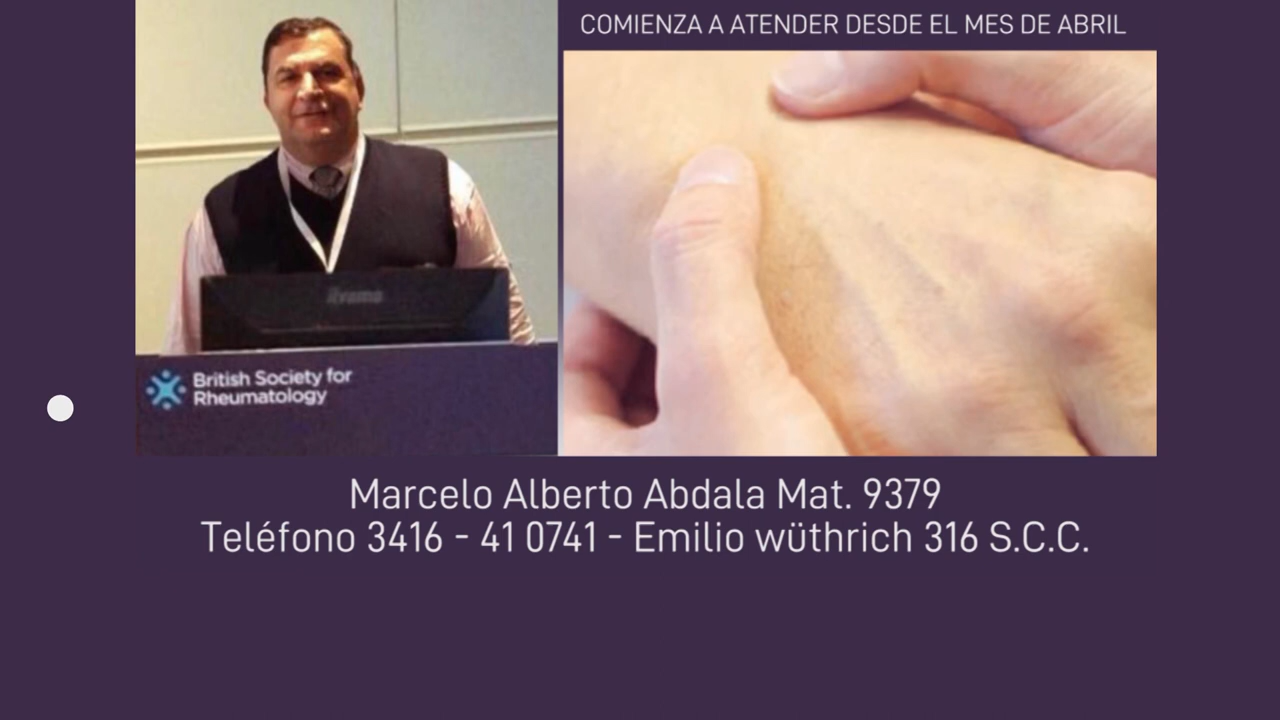 COMIENZA A ATENDER DESDE EL MES DE ABRIL
iiyama
British Society for
Rheumatology
Marcelo Alberto Abdala Mat. 9379
Teléfono 3416 - 41 0741 - Emilio wüthrich 316 S.C.C.